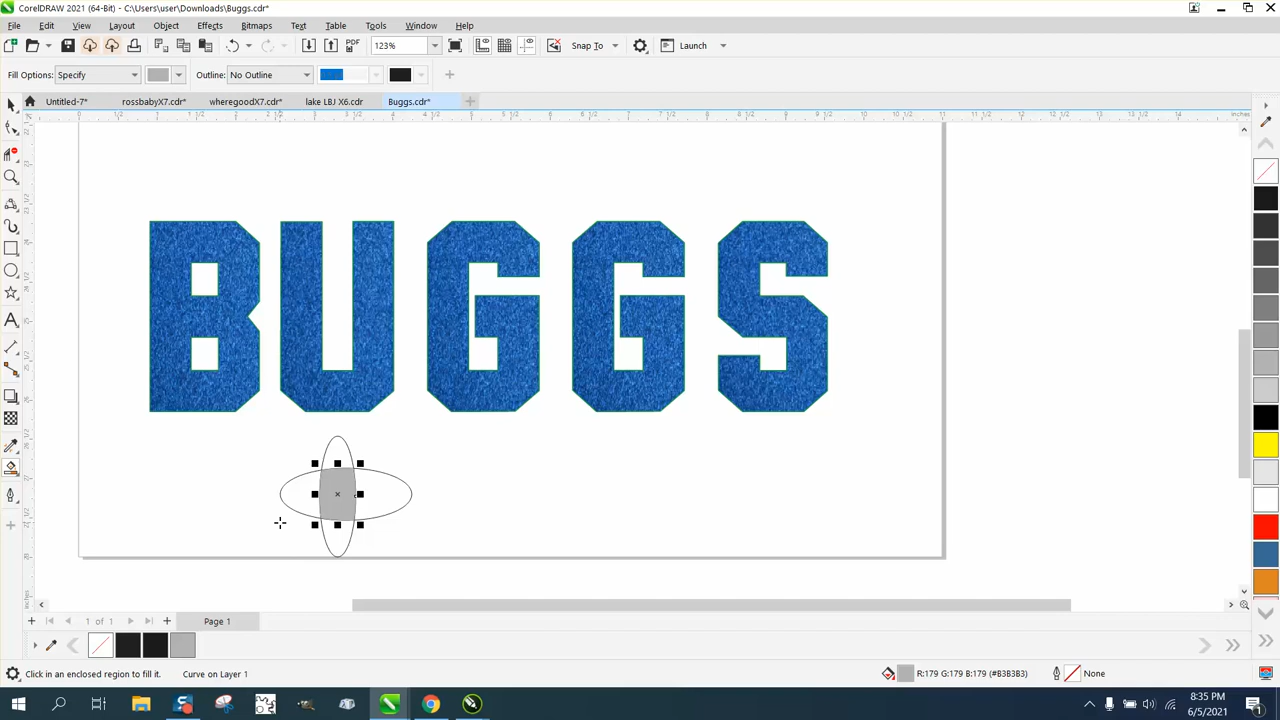 CorelDRAW 2021 (64-Bit) - C:\Users\user\Downloads\Buggs.cdr*
File Edit View Layout Object Effects Bitmaps Text Table Tools Window Help
PDF 123% Snap To Launch
Fill Options: Specify Outline: No Outline
Untitled-7* rossbabyX7.cdr* wheregoodX7.cdr* lake LBJ X6.cdr Buggs.cdr*
BUGGS
1 of 1 Page 1
Click in an enclosed region to fill it. Curve on Layer 1 R:179 G:179 B:179 (#B3B3B3) None
8:35 PM
6/5/2021